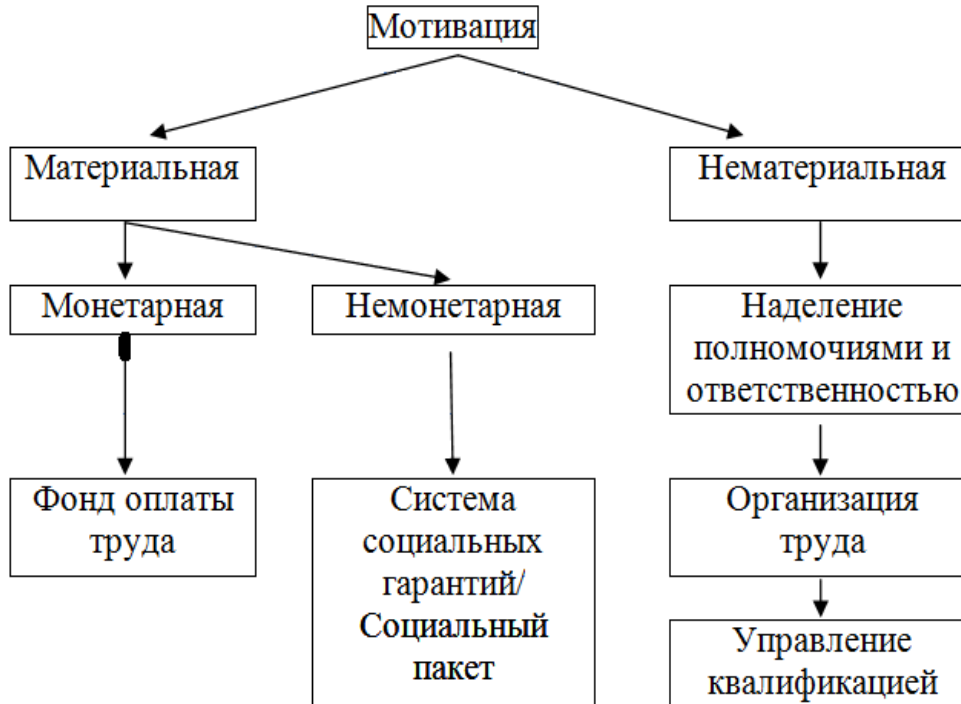 Мотивация
Материальная
Нематериальная
Монетарная
Немонетарная
Наделение
полномочиями и
ответственностью
Фонд оплаты
труда
Система
социальных
гарантий/
Социальный
пакет
Организация
труда
Управление
квалификацией